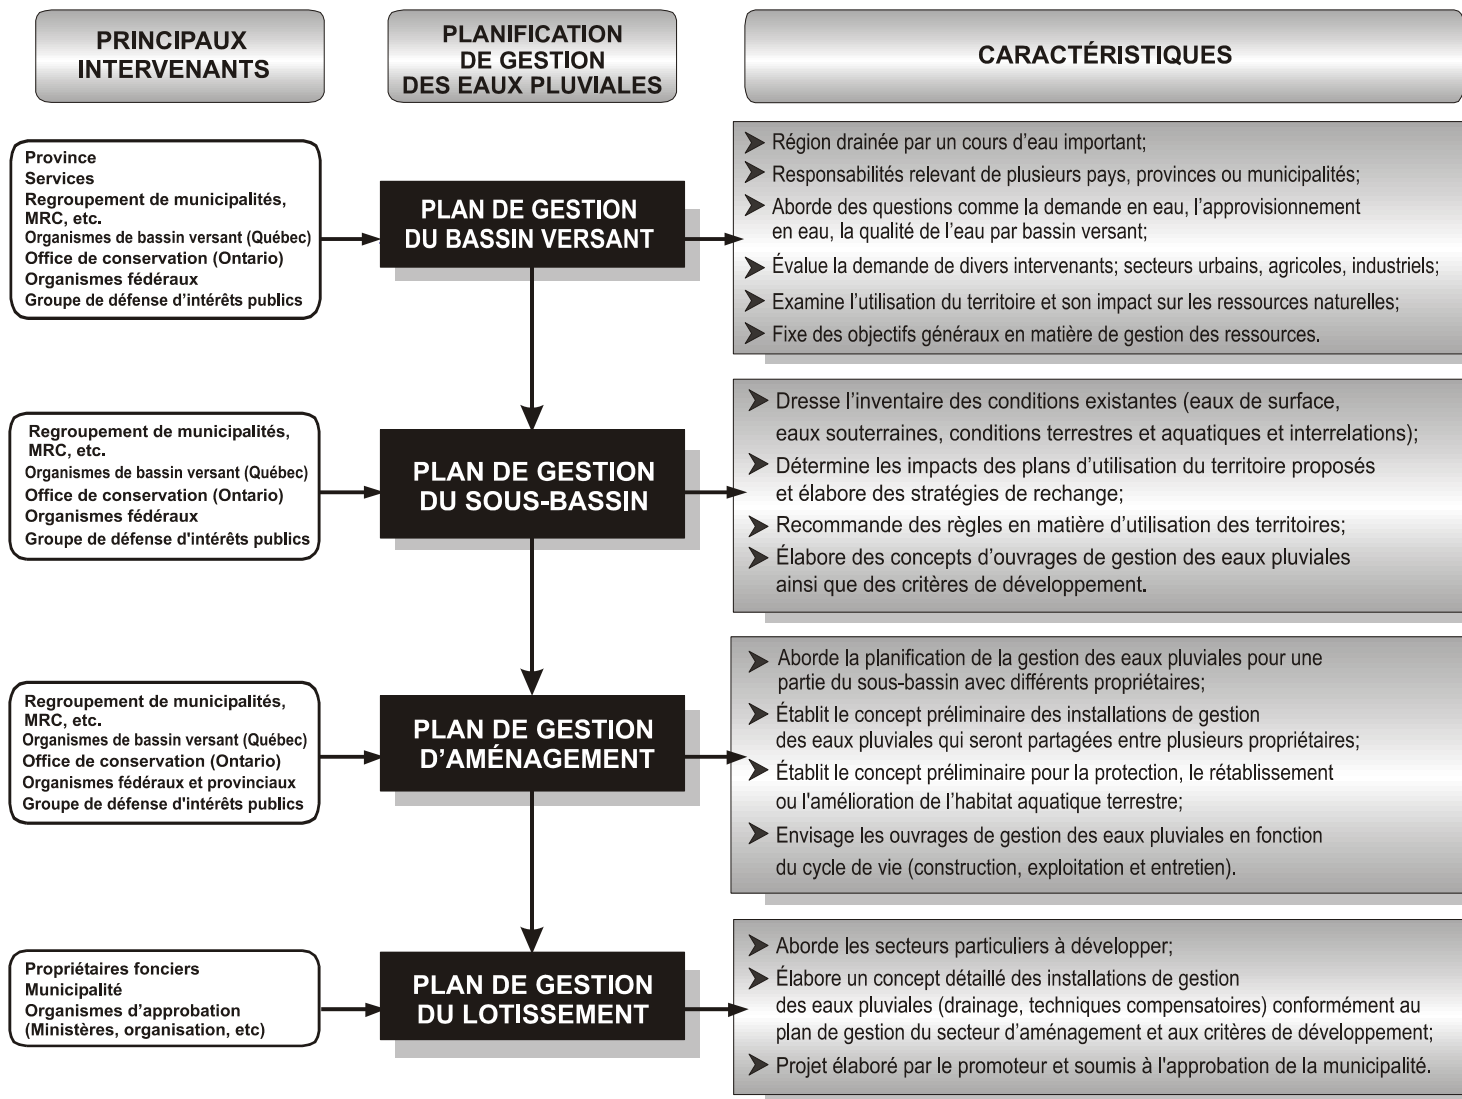 PRINCIPAUX
INTERVENANTS
PLANIFICATION
DE GESTION
DES EAUX PLUVIALES
CARACTÉRISTIQUES
Province
Services
Regroupement de municipalités,
MRC, etc.
Organismes de bassin versant (Québec)
Office de conservation (Ontario)
Organismes fédéraux
Groupe de défense d'intérêts publics
PLAN DE GESTION
DU BASSIN VERSANT
Région drainée par un cours d'eau important;
Responsabilités relevant de plusieurs pays, provinces ou municipalités;
Aborde des questions comme la demande en eau, l'approvisionnement
en eau, la qualité de l'eau par bassin versant;
Évalue la demande de divers intervenants; secteurs urbains, agricoles, industriels;
Examine l'utilisation du territoire et son impact sur les ressources naturelles;
Fixe des objectifs généraux en matière de gestion des ressources.
Regroupement de municipalités,
MRC, etc.
Organismes de bassin versant (Québec)
Office de conservation (Ontario)
Organismes fédéraux
Groupe de défense d'intérêts publics
PLAN DE GESTION
DU SOUS-BASSIN
Dresse l'inventaire des conditions existantes (eaux de surface,
eaux souterraines, conditions terrestres et aquatiques et interrelations);
Détermine les impacts des plans d'utilisation du territoire proposés
et élabore des stratégies de rechange;
Recommande des règles en matière d'utilisation des territoires;
Élabore des concepts d'ouvrages de gestion des eaux pluviales
ainsi que des critères de développement.
Regroupement de municipalités,
MRC, etc.
Organismes de bassin versant (Québec)
Office de conservation (Ontario)
Organismes fédéraux et provinciaux
Groupe de défense d'intérêts publics
PLAN DE GESTION
D'AMÉNAGEMENT
Aborde la planification de la gestion des eaux pluviales pour une
partie du sous-bassin avec différents propriétaires;
Établit le concept préliminaire des installations de gestion
des eaux pluviales qui seront partagées entre plusieurs propriétaires;
Établit le concept préliminaire pour la protection, le rétablissement
ou l'amélioration de l'habitat aquatique terrestre;
Envisage les ouvrages de gestion des eaux pluviales en fonction
du cycle de vie (construction, exploitation et entretien).
Propriétaires fonciers
Municipalité
Organismes d'approbation
(Ministères, organisation, etc)
PLAN DE GESTION
DU LOTISSEMENT
Aborde les secteurs particuliers à développer;
Élabore un concept détaillé des installations de gestion
des eaux pluviales (drainage, techniques compensatoires) conformément au
plan de gestion du secteur d'aménagement et aux critères de développement;
Projet élaboré par le promoteur et soumis à l'approbation de la municipalité.